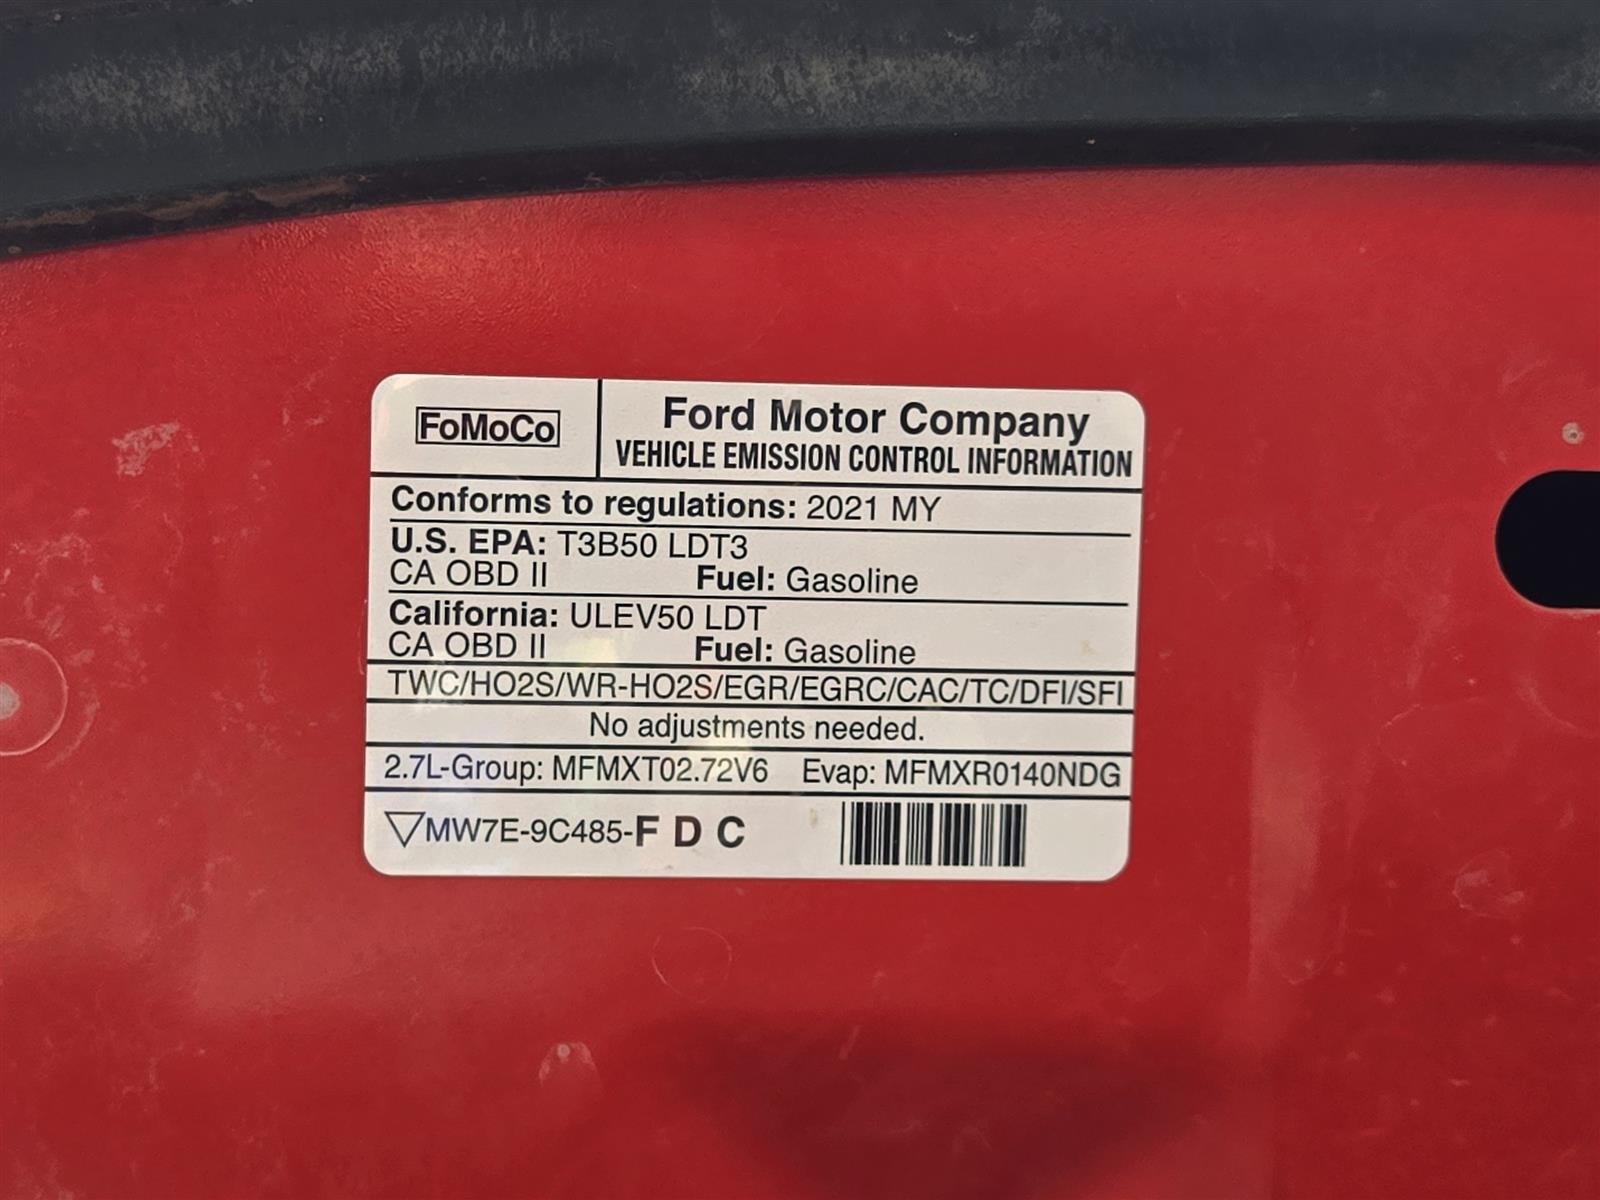 FoMoCo
Ford Motor Company
VEHICLE EMISSION CONTROL INFORMATION
Conforms to regulations: 2021 MY
U.S. EPA: T3B50 LDT3
CA OBD II Fuel: Gasoline
California: ULEV50 LDT
CA OBD II Fuel: Gasoline
TWC/HO2S/WR-HO2S/EGR/EGRC/CAC/TC/DFI/SFI
No adjustments needed.
2.7L-Group: MFMXT02.72V6 Evap: MFMXR0140NDG
MW7E-9C485-F D C